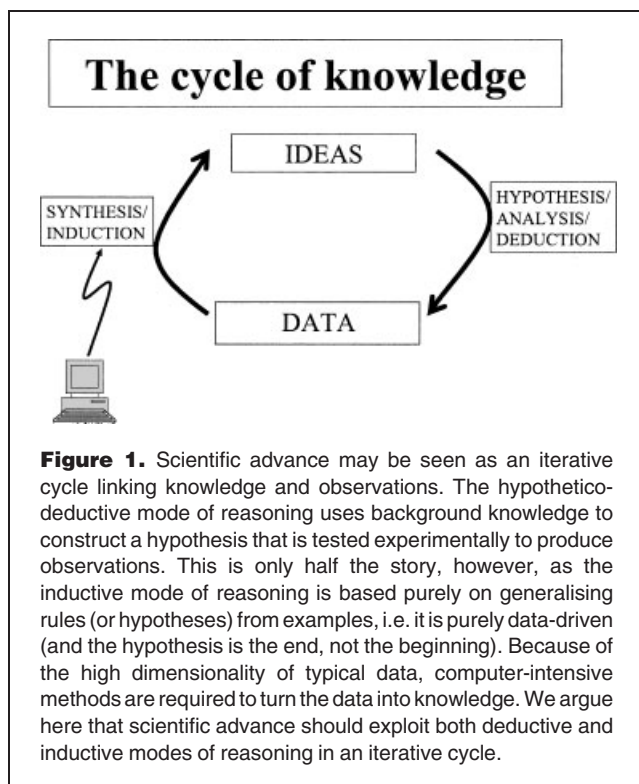 The cycle of knowledge
IDEAS
SYNTHESIS/
INDUCTION
HYPOTHESIS/
ANALYSIS/
DEDUCTION
DATA
Figure 1. Scientific advance may be seen as an iterative
cycle linking knowledge and observations. The hypothetico-
deductive mode of reasoning uses background knowledge to
construct a hypothesis that is tested experimentally to produce
observations. This is only half the story, however, as the
inductive mode of reasoning is based purely on generalising
rules (or hypotheses) from examples, i.e. it is purely data-driven
(and the hypothesis is the end, not the beginning). Because of
the high dimensionality of typical data, computer-intensive
methods are required to turn the data into knowledge. We argue
here that scientific advance should exploit both deductive and
inductive modes of reasoning in an iterative cycle.